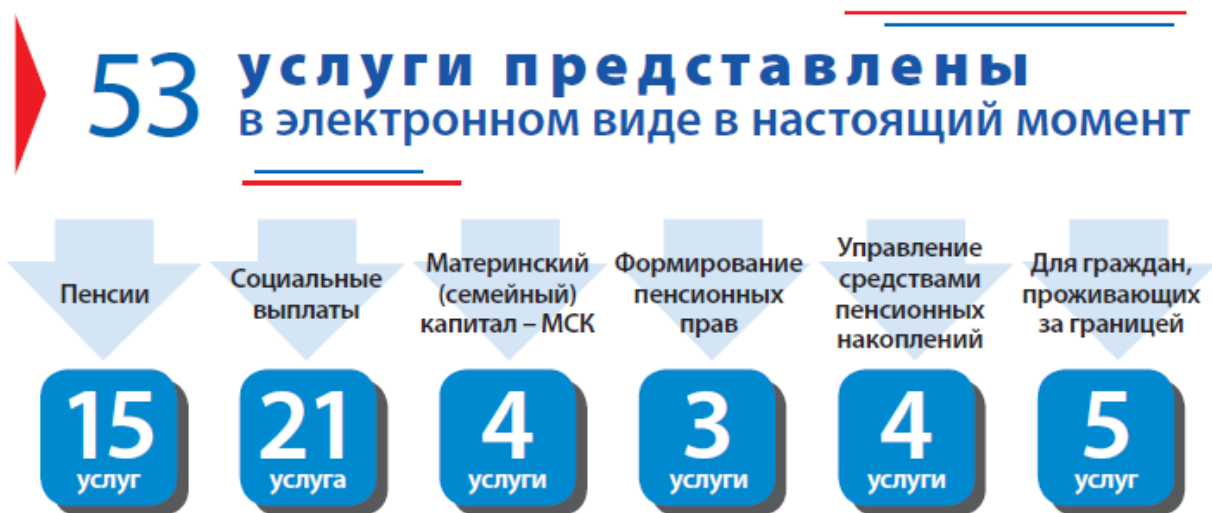 53 услуги представлены
в электронном виде в настоящий момент
Пенсии
15
услуг
Социальные
выплаты
21
услуга
Материнский
(семейный)
капитал – МСК
4
услуги
Формирование
пенсионных
прав
3
услуги
Управление
средствами
пенсионных
накоплений
4
услуги
Для граждан,
проживающих
за границей
5
услуг